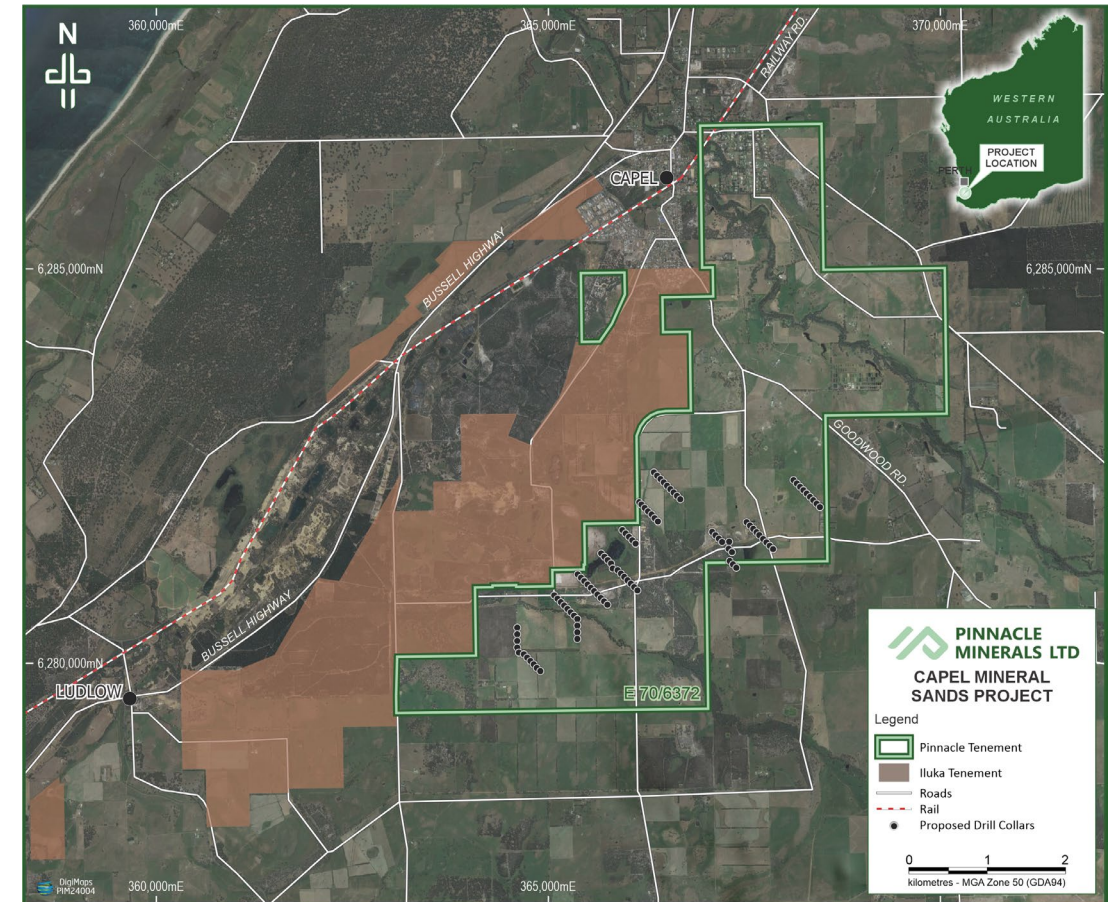 360,000mE
365,000mE
370,000mE
N
RAILWAY RD.
WESTERN
AUSTRALIA
PROJECT
LOCATION
CAPEL
BUSSELL HIGHWAY
6,285,000mN
6,285,000mN
GOODWOOD RD
BUSSELL HIGHWAY
6,280,000mN
LUDLOW
E 70/6372
PINNACLE
MINERALS LTD
CAPEL MINERAL
SANDS PROJECT
Legend
Pinnacle Tenement
Iluka Tenement
Roads
Rail
Proposed Drill Collars
0 1 2
kilometres - MGA Zone 50 (GDA94)
DigiMaps
PIM24004
360,000mE
365,000mE